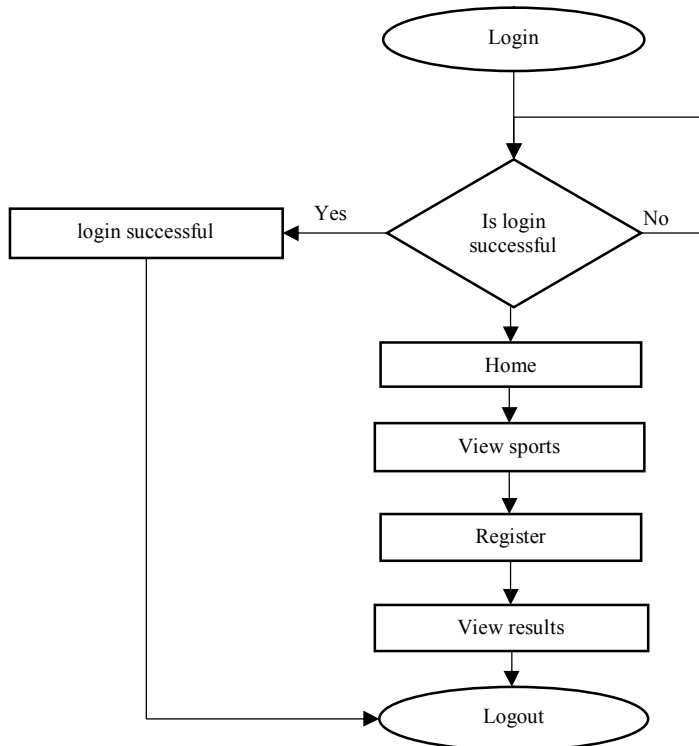 Login
Yes
login successful
Is login
successful
No
Home
View sports
Register
View results
Logout